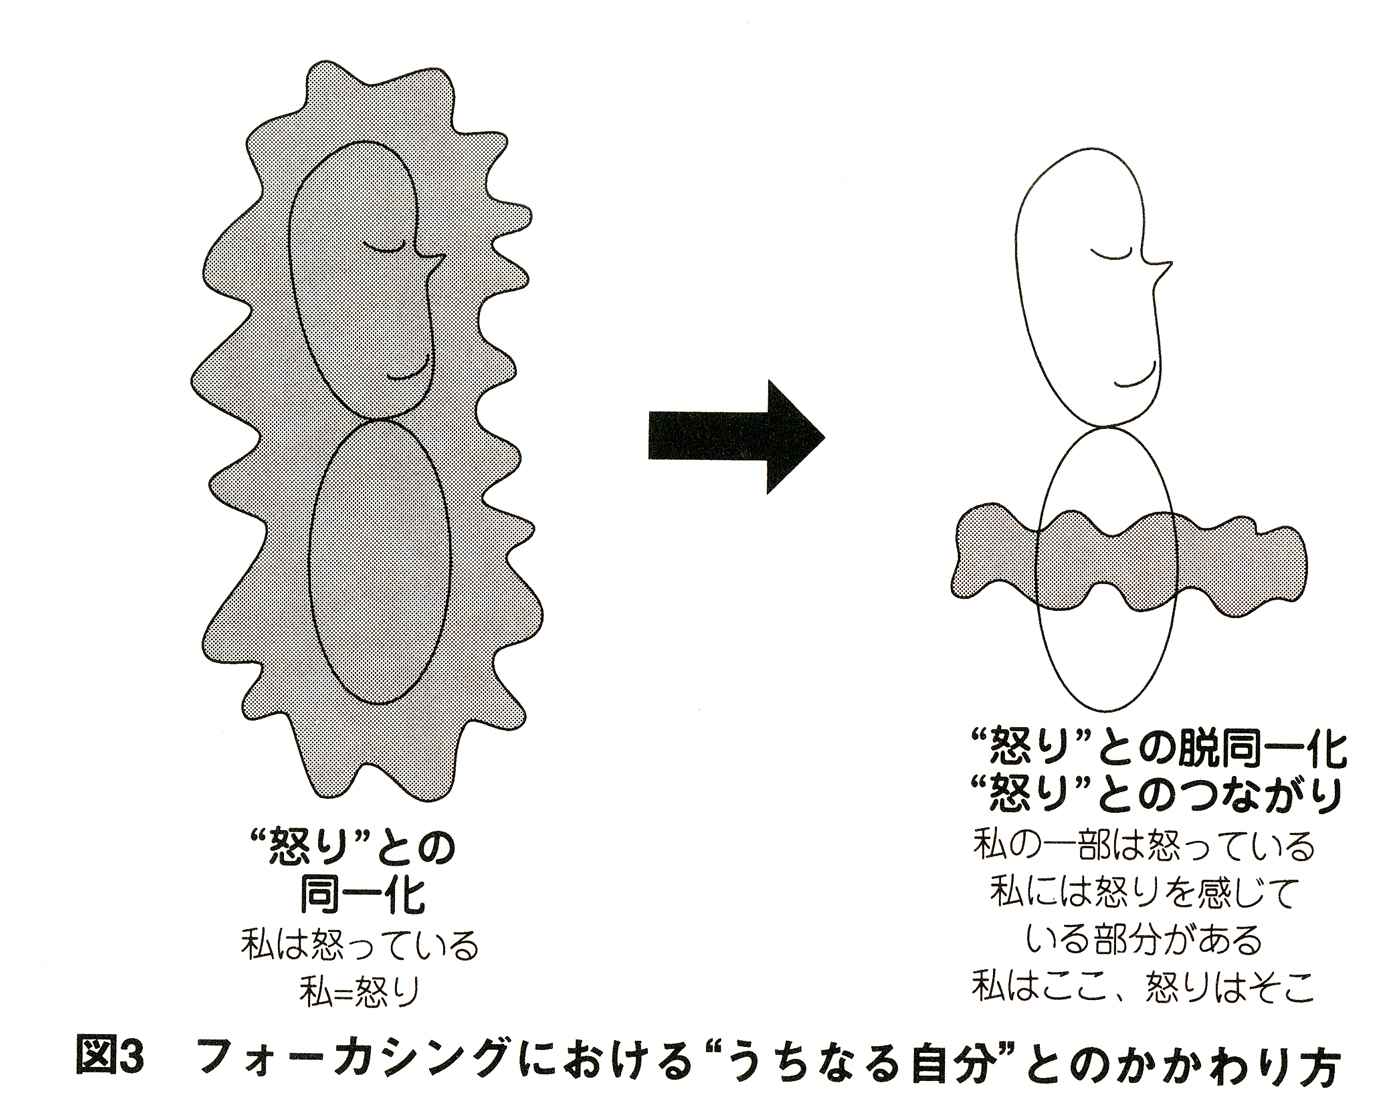 “怒り”との
同一化
私は怒っている
私=怒り
“怒り”との脱同一化
“怒り”とのつながり
私の一部は怒っている
私には怒りを感じて
いる部分がある
私はここ、怒りはそこ
図3　フォーカシングにおける“うちなる自分”とのかかわり方